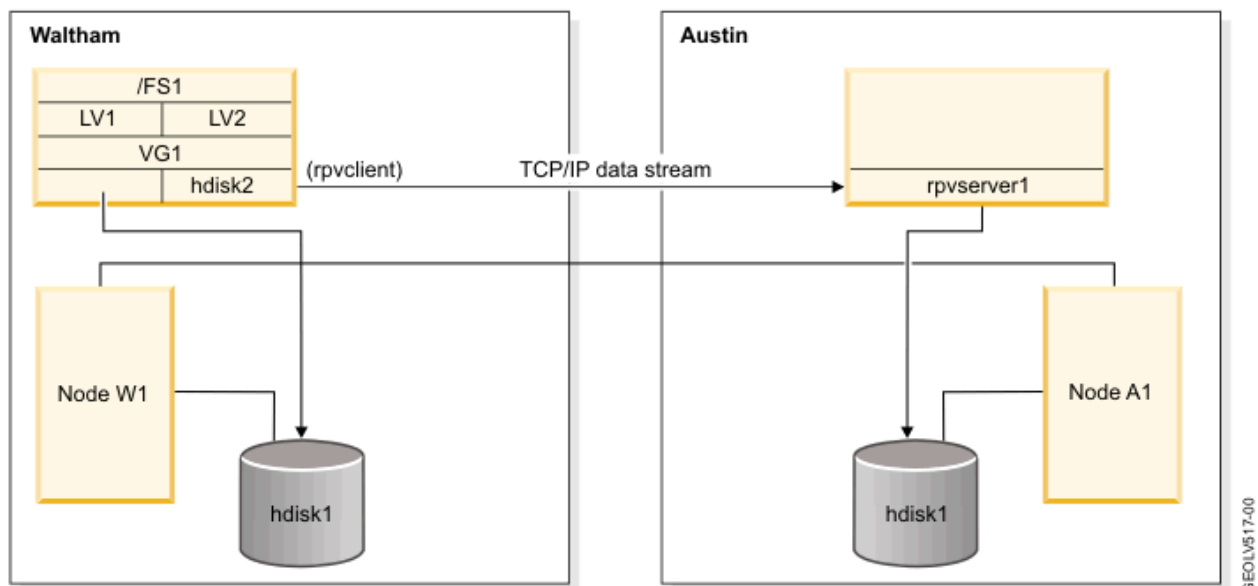 Waltham
Austin
/FS1
LV1 LV2
VG1
hdisk2
(rpvclient)
TCP/IP data stream
rpvserver1
Node W1
Node A1
hdisk1
hdisk1
GEOLV517-00